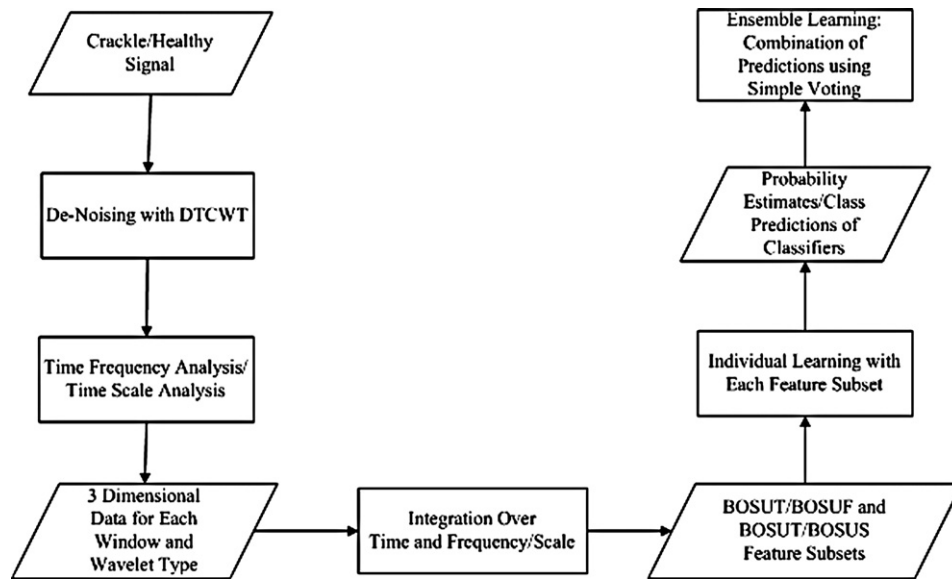 Crackle/Healthy
Signal
De-Noising with DTCWT
Time Frequency Analysis/
Time Scale Analysis
3 Dimensional
Data for Each
Window and
Wavelet Type
Integration Over
Time and Frequency/Scale
BOSUT/BOSUF and
BOSUT/BOSUS
Feature Subsets
Individual Learning with
Each Feature Subset
Probability
Estimates/Class
Predictions of
Classifiers
Ensemble Learning:
Combination of
Predictions using
Simple Voting